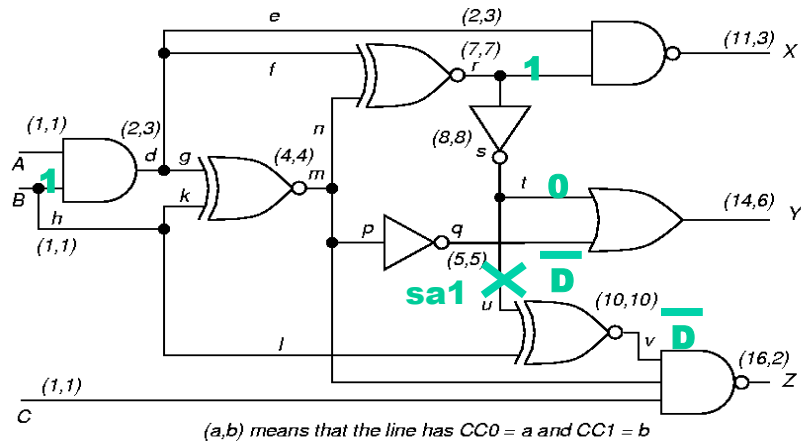 e (2,3) (11,3) X
f (7,7) r 1
n
(1,1) (2,3) (4,4) (8,8) s
A d g m
B 1 k t 0 (14,6) Y
h p q
(1,1) (5,5) D
sa1 u (10,10)
l v D
(1,1) (16,2) Z
C
(a,b) means that the line has CC0 = a and CC1 = b